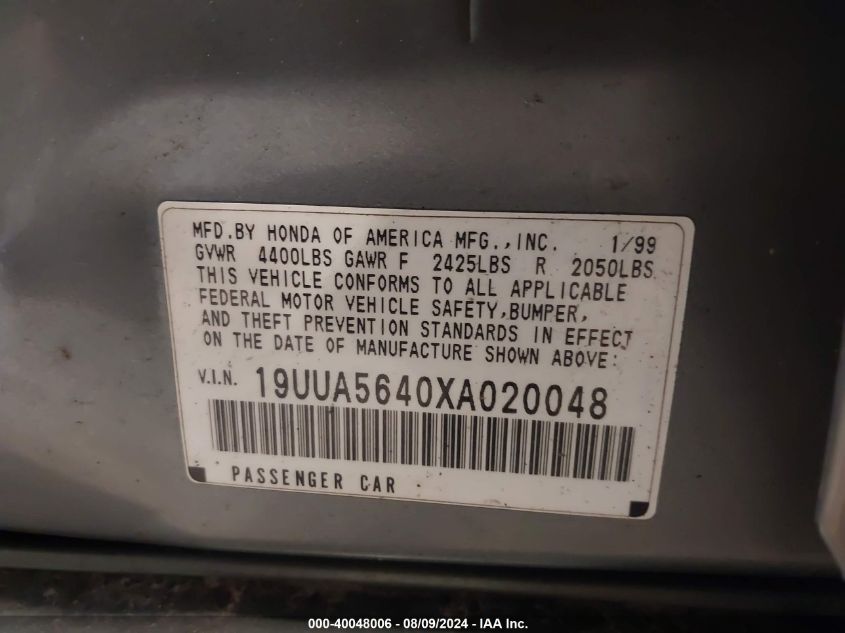 MFD.BY HONDA OF AMERICA MFG.,INC. 1/99
GVWR 4400LBS GAWR F 2425LBS R 2050LBS
THIS VEHICLE CONFORMS TO ALL APPLICABLE
FEDERAL MOTOR VEHICLE SAFETY,BUMPER,
AND THEFT PREVENTION STANDARDS IN EFFECT
ON THE DATE OF MANUFACTURE SHOWN ABOVE:
V.I.N. 19UUA5640XA020048
PASSENGER CAR
000-40048006 - 08/09/2024 - IAA Inc.